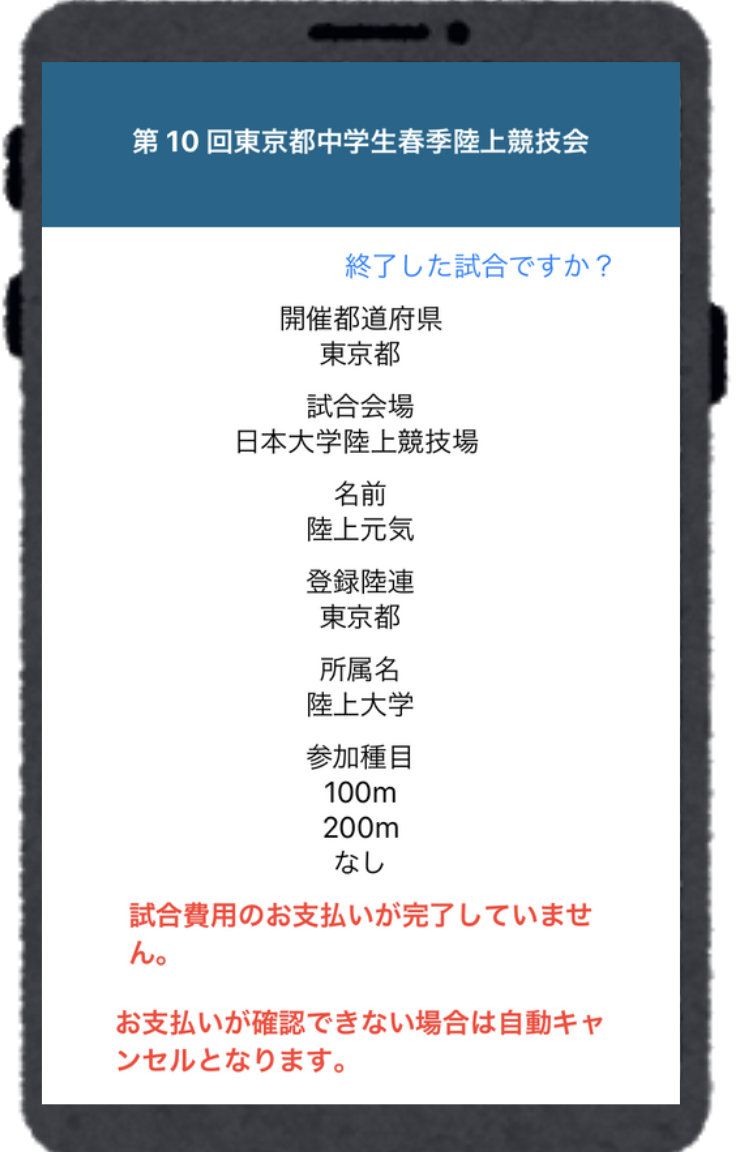 第 10 回東京都中学生春季陸上競技会
終了した試合ですか？
開催都道府県
東京都
試合会場
日本大学陸上競技場
名前
陸上元気
登録陸連
東京都
所属名
陸上大学
参加種目
100m
200m
なし
試合費用のお支払いが完了していませ
ん。
お支払いが確認できない場合は自動キャ
ンセルとなります。